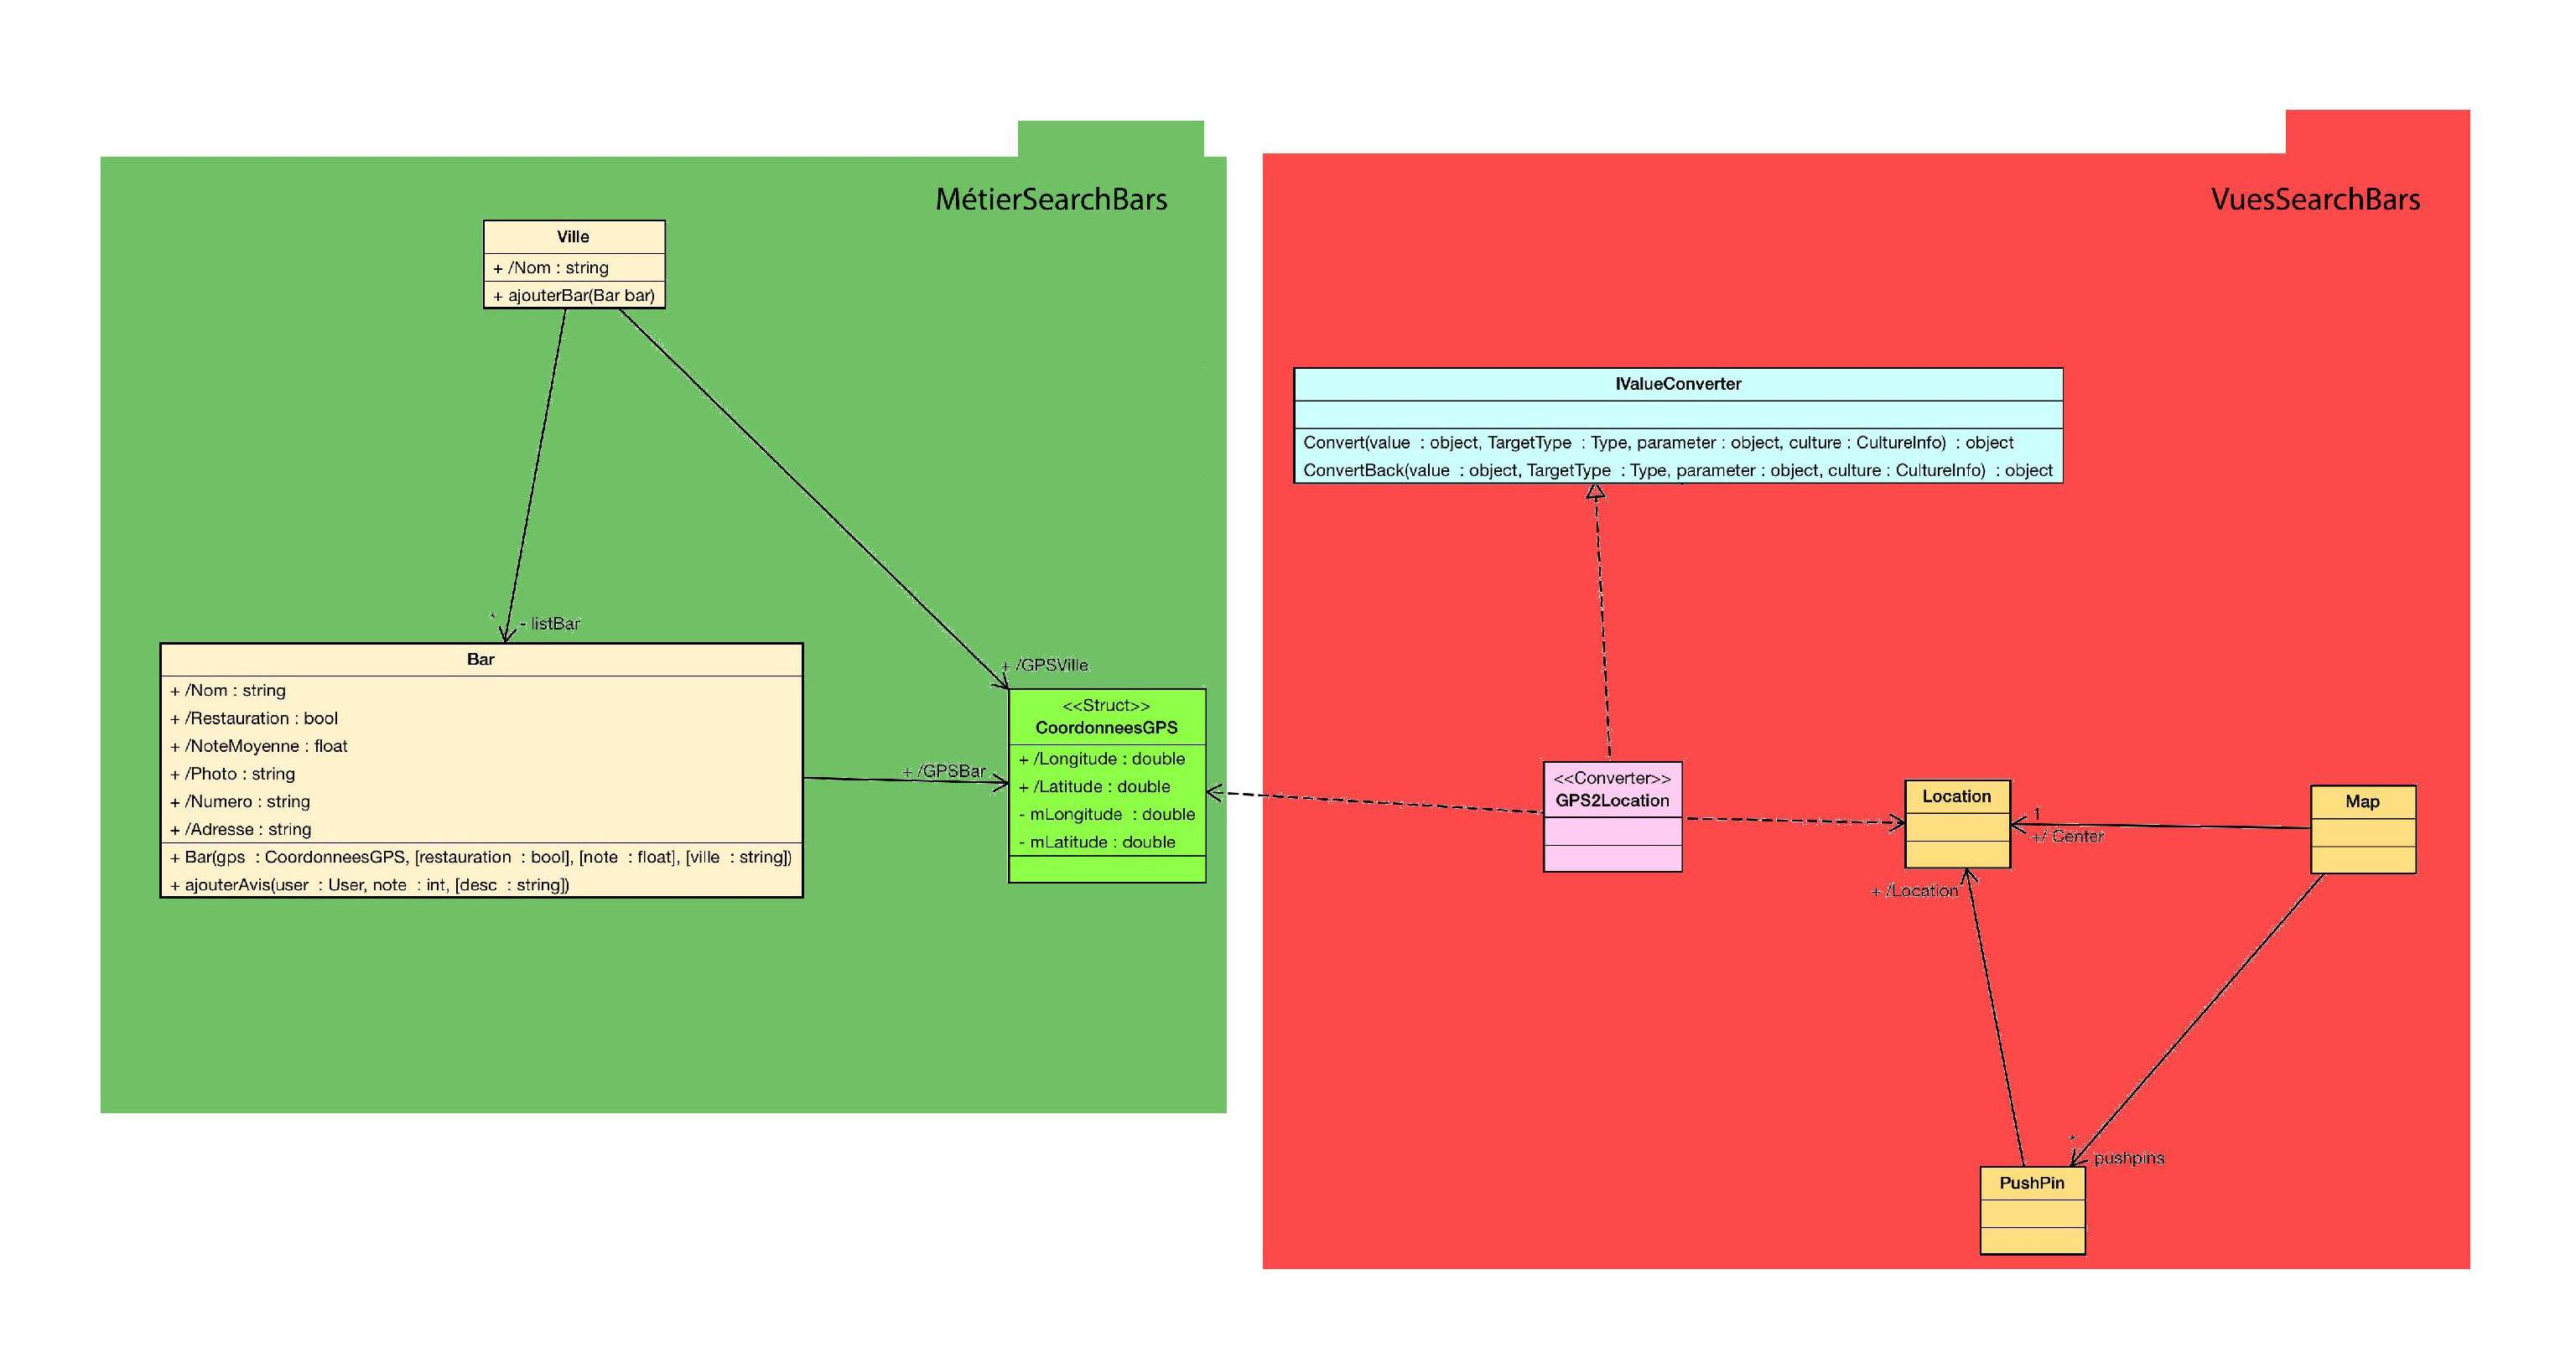 MétierSearchBars
Ville
+ /Nom : string
+ ajouterBar(Bar bar)
*
- listBar
+ /GPSVille
Bar
+ /Nom : string
+ /Restauration : bool
+ /NoteMoyenne : float
+ /Photo : string
+ /Numero : string
+ /Adresse : string
+ Bar(gps : CoordonneesGPS, [restauration : bool], [note : float], [ville : string])
+ ajouterAvis(user : User, note : int, [desc : string])
+ /GPSBar
<<Struct>>
CoordonneesGPS
+ /Longitude : double
+ /Latitude : double
- mLongitude : double
- mLatitude : double
VuesSearchBars
IValueConverter
Convert(value : object, TargetType : Type, parameter : object, culture : CultureInfo) : object
ConvertBack(value : object, TargetType : Type, parameter : object, culture : CultureInfo) : object
<<Converter>>
GPS2Location
Location
1
+/ Center
Map
+ /Location
*
pushpins
PushPin